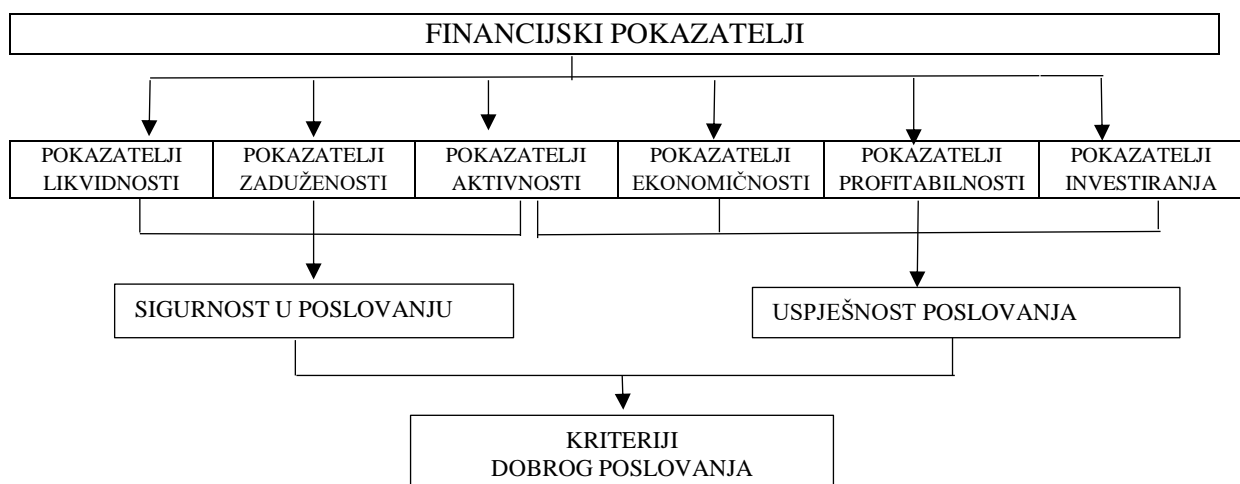 FINANCIJSKI POKAZATELJI
POKAZATELJI
LIKVIDNOSTI
POKAZATELJI
ZADUŽENOSTI
POKAZATELJI
AKTIVNOSTI
POKAZATELJI
EKONOMIČNOSTI
POKAZATELJI
PROFITABILNOSTI
POKAZATELJI
INVESTIRANJA
SIGURNOST U POSLOVANJU
USPJEŠNOST POSLOVANJA
KRITERIJI
DOBROG POSLOVANJA